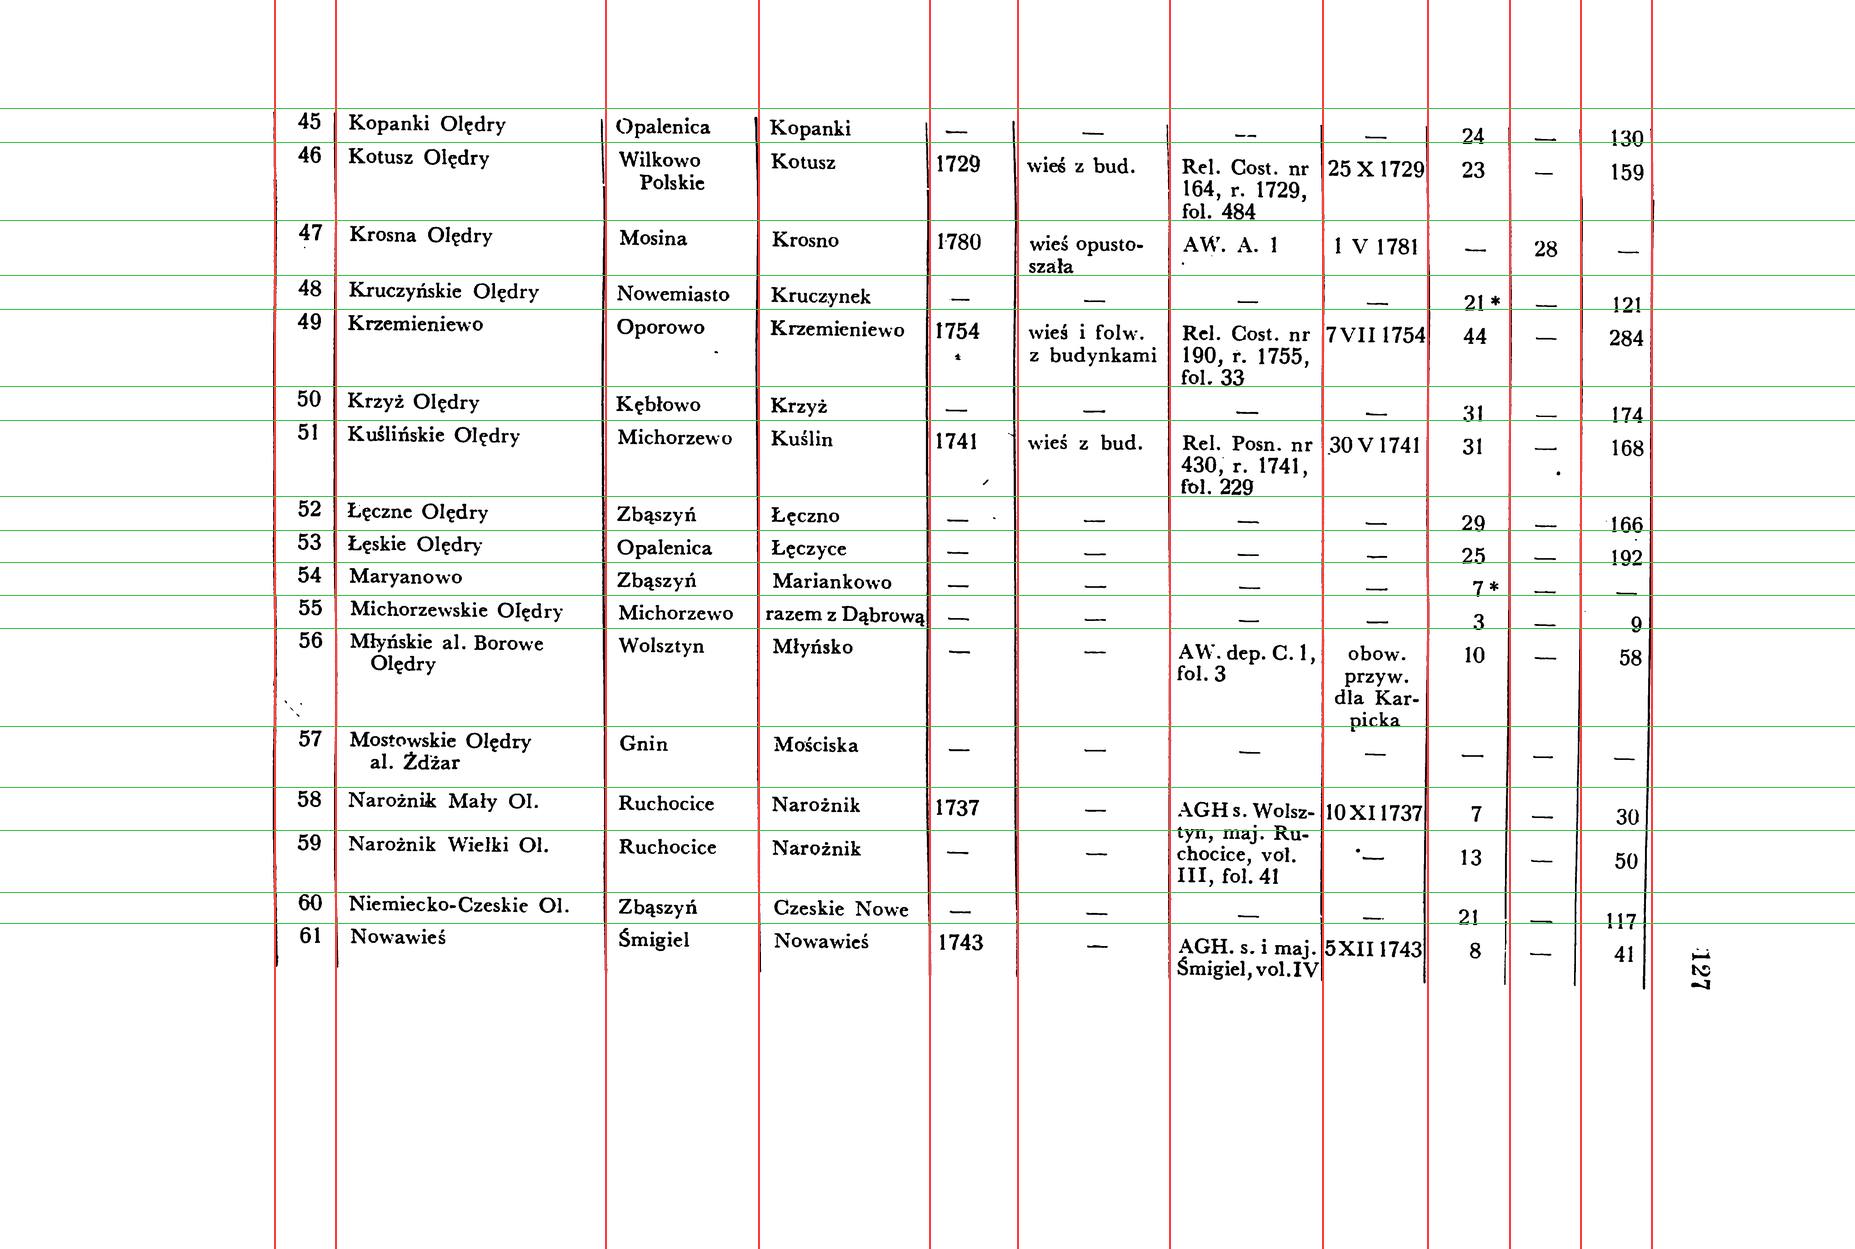 45 Kopanki Olędry Opalenica Kopanki — — — — 24 — 130
46 Kotusz Olędry Wilkowo Kotusz 1729 wieś z bud. Rel. Cost. nr 25 X 1729 23 — 159
Polskie 164, r. 1729,
fol. 484
47 Krosna Olędry Mosina Krosno 1780 wieś opusto- AW. A. 1 1 V 1781 — 28 —
szała
48 Kruczyńskie Olędry Nowemiasto Kruczynek — — — — 21* — 121
49 Krzemieniewo Oporowo Krzemieniewo 1754 wieś i folw. Rel. Cost. nr 7 VII 1754 44 — 284
z budynkami 190, r. 1755,
fol. 33
50 Krzyż Olędry Kębłowo Krzyż — — — — 31 — 174
51 Kuślińskie Olędry Michorzewo Kuślin 1741 wieś z bud. Rel. Posn. nr 30 V 1741 31 — 168
430, r. 1741,
fol. 229
52 Łęczne Olędry Zbąszyń Łęczno — — — — 29 — 166
53 Łęskie Olędry Opalenica Łęczyce — — — — 25 — 192
54 Maryanowo Zbąszyń Mariankowo — — — — 7* — —
55 Michorzewskie Olędry Michorzewo razem z Dąbrową — — — — 3 — 9
56 Młyńskie al. Borowe Wolsztyn Młyńsko — — AW. dep. C. 1, obow. 10 — 58
Olędry fol. 3 przyw.
dla Kar-
picka
57 Mostowskie Olędry Gnin Mościska — — — — — — —
al. Żdżar
58 Narożnik Mały Ol. Ruchocice Narożnik 1737 — AGH s. Wolsz- 10 XI 1737 7 — 30
tyn, maj. Ru-
59 Narożnik Wielki Ol. Ruchocice Narożnik — — chocice, vol. — 13 — 50
III, fol. 41
60 Niemiecko-Czeskie Ol. Zbąszyń Czeskie Nowe — — — — 21 — 117
61 Nowawieś Śmigiel Nowawieś 1743 — AGH. s. i maj. 5 XII 1743 8 — 41
Śmigiel, vol. IV
127